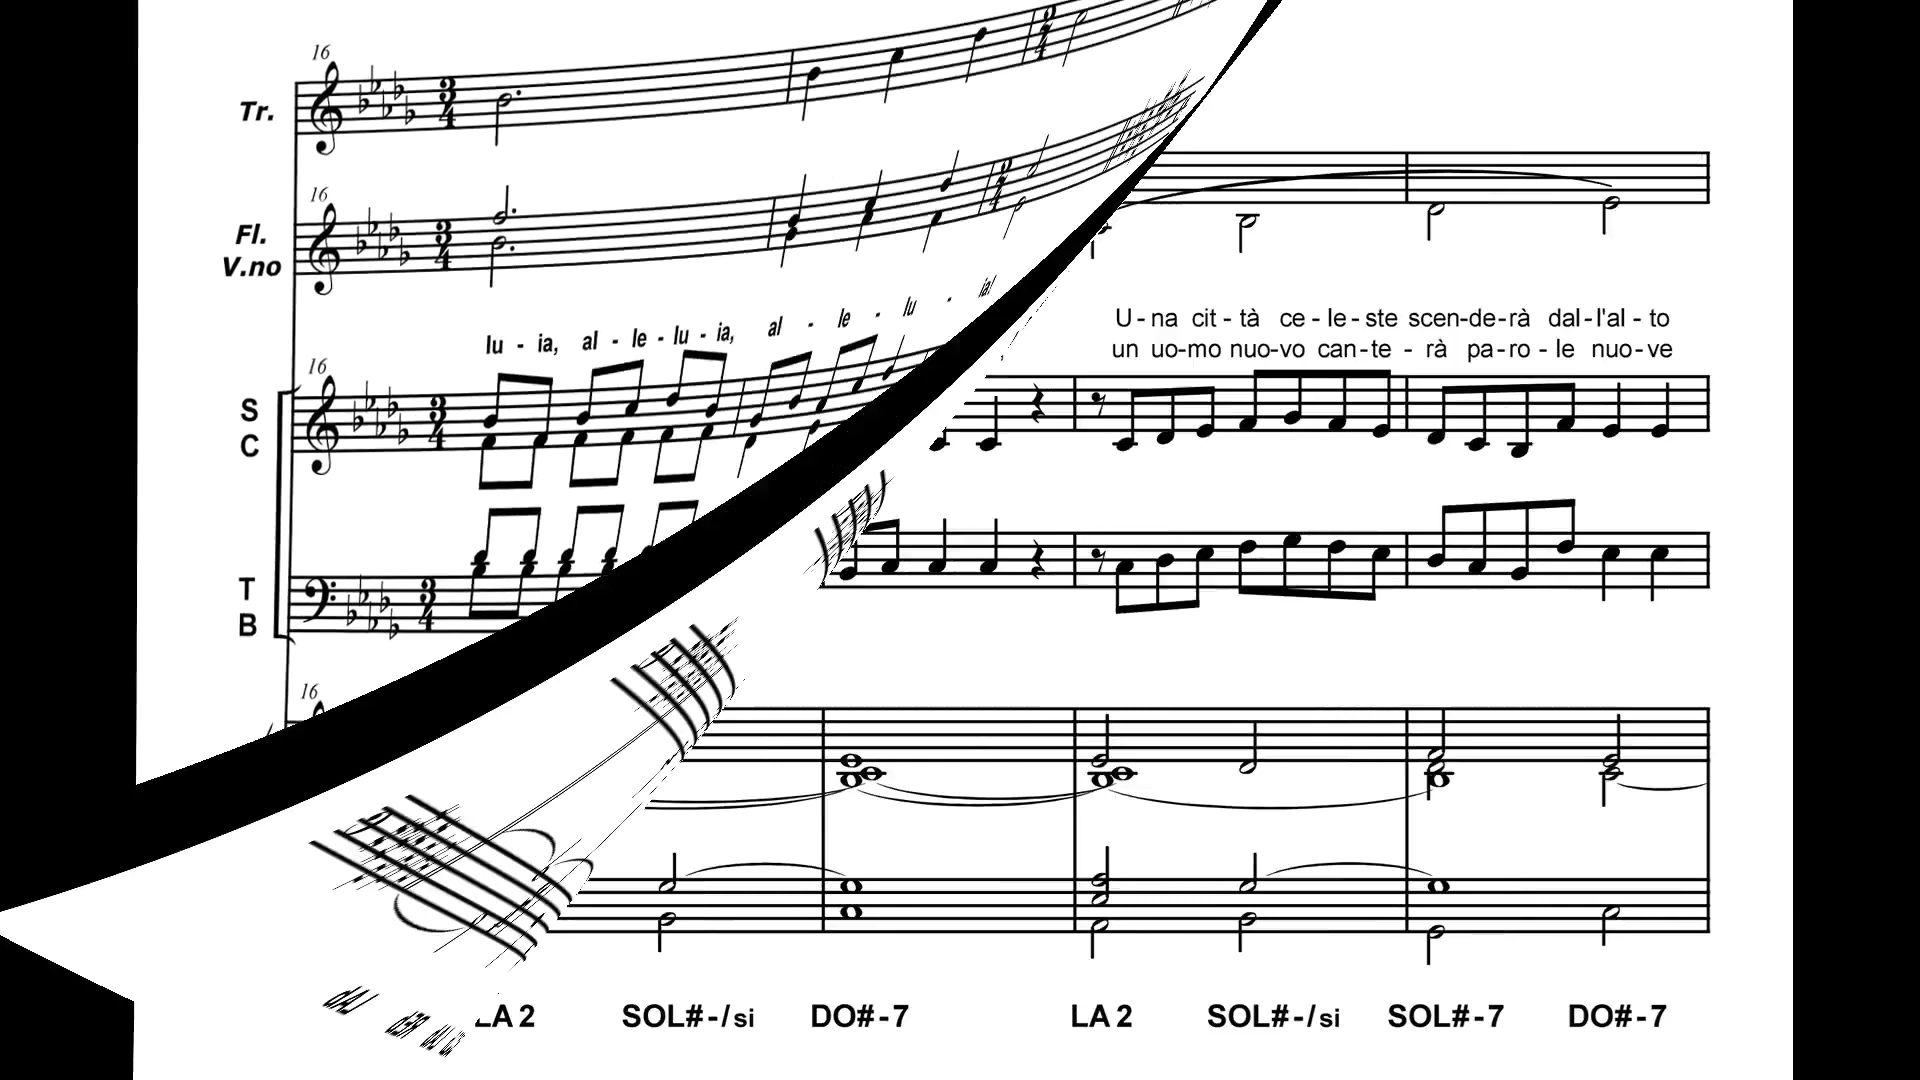 16
Tr.
16
Fl.
V.no
lu - ia, al - le - lu - ia, al - le - lu - ia!
16
S
C
T
B
16
U - na cit - tà ce - le - ste scen - de - rà dal - l'al - to
un uo - mo nuo - vo can - te - rà pa - ro - le nuo - ve
LA 2 SOL#-/si DO#-7 LA 2 SOL#-/si SOL#-7 DO#-7